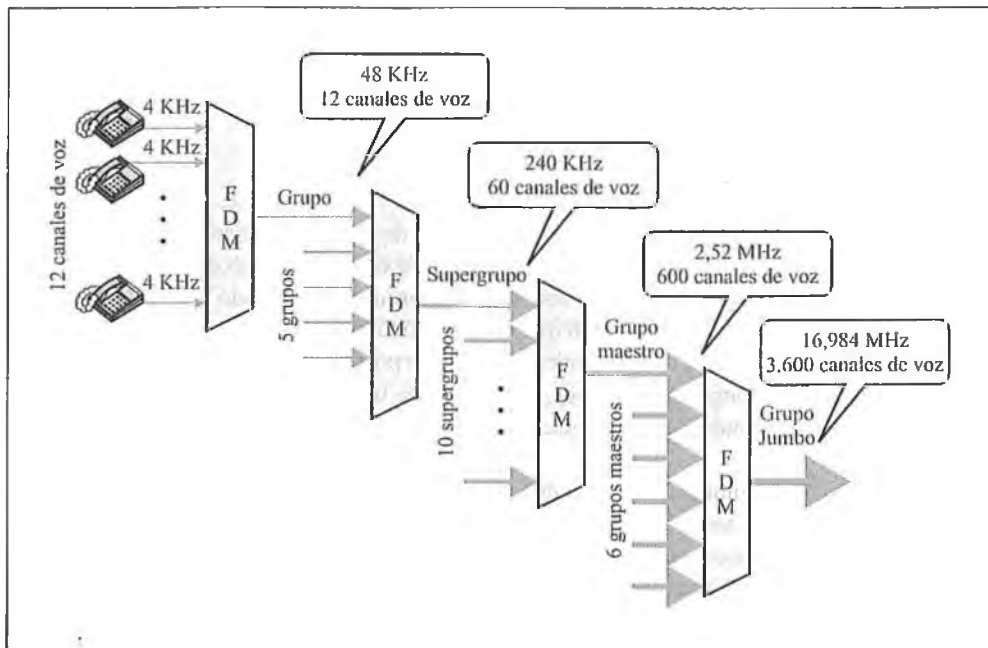 12 canales de voz
4 KHz
4 KHz
4 KHz
F
D
M
Grupo
48 KHz
12 canales de voz
5 grupos
F
D
M
Supergrupo
240 KHz
60 canales de voz
10 supergrupos
F
D
M
Grupo
maestro
2,52 MHz
600 canales de voz
6 grupos maestros
F
D
M
Grupo
Jumbo
16,984 MHz
3.600 canales de voz